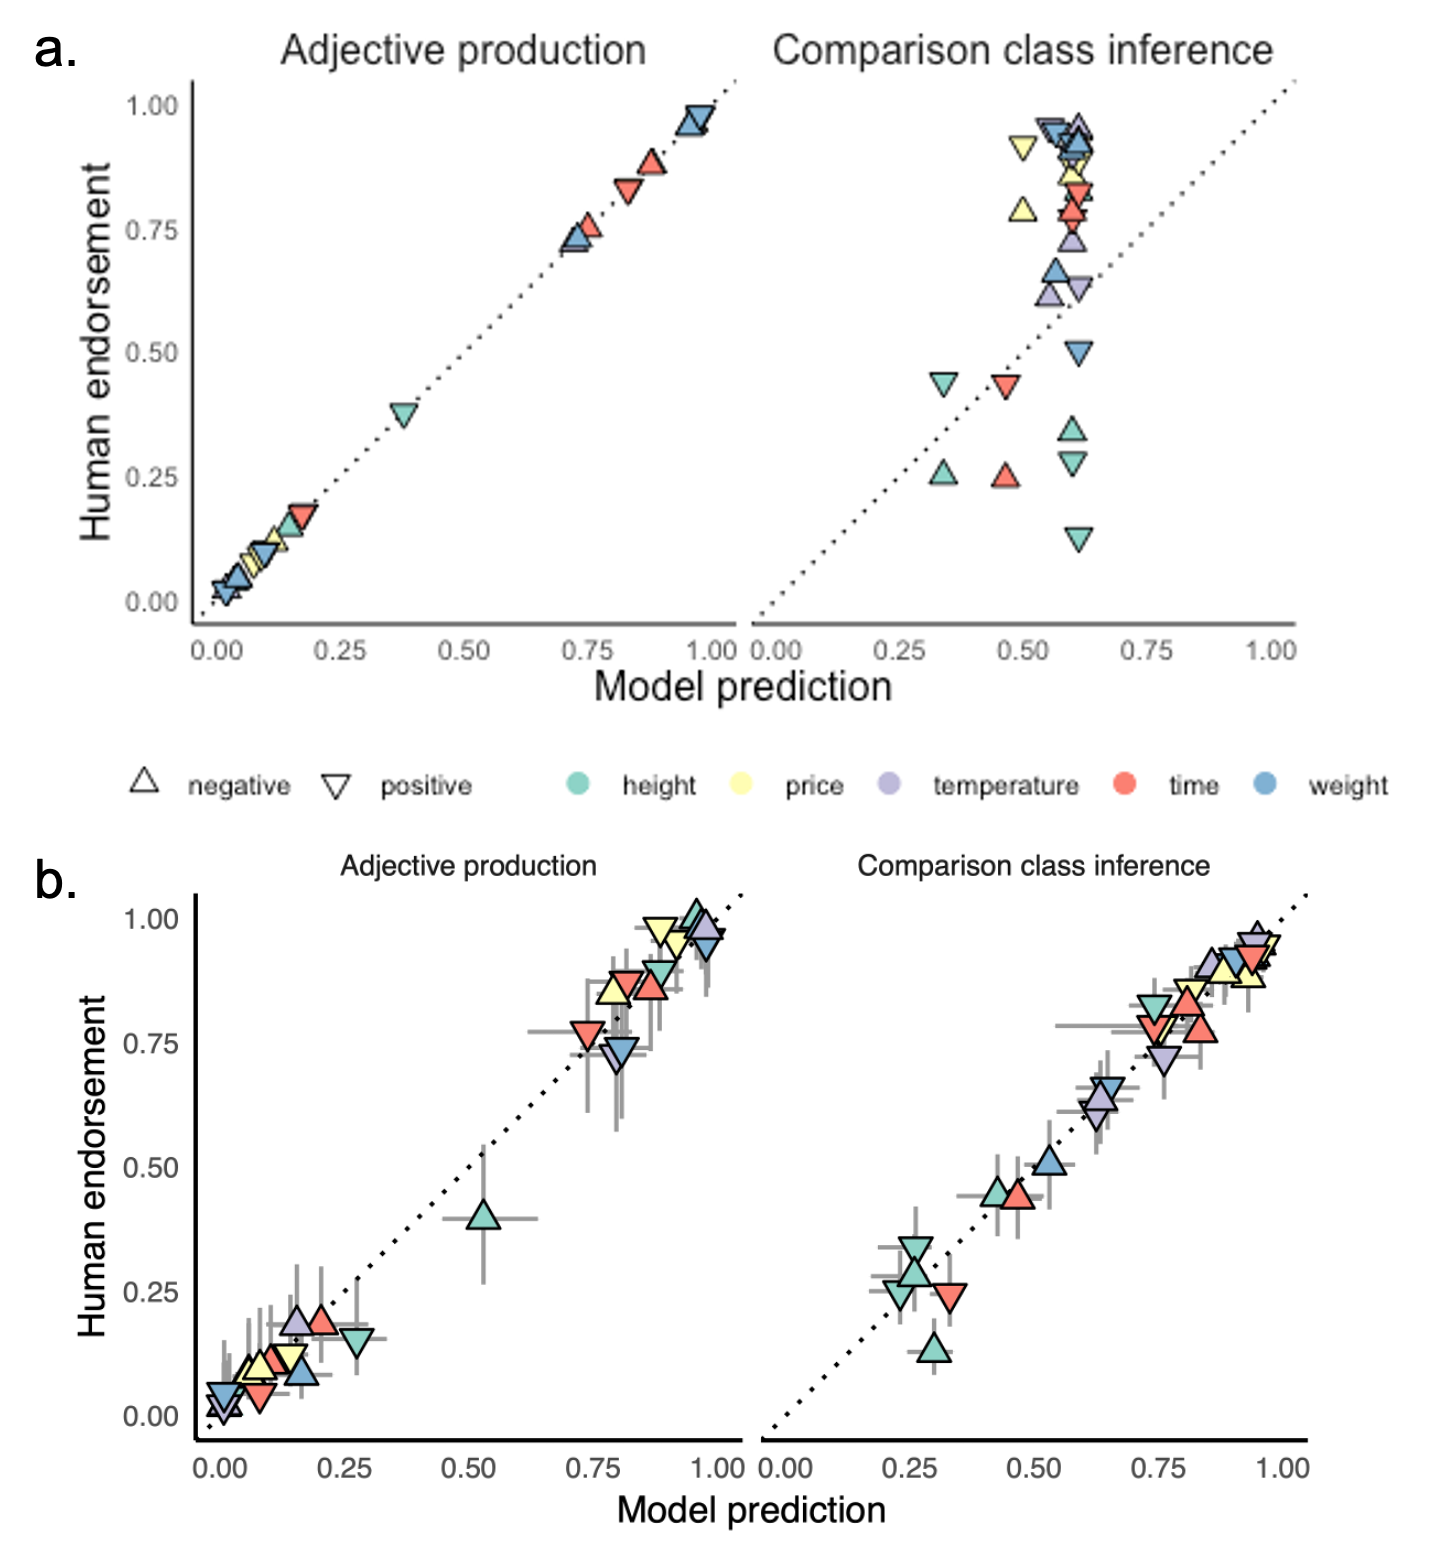 a.
Adjective production Comparison class inference
Human endorsement
1.00
0.75
0.50
0.25
0.00
0.00 0.25 0.50 0.75 1.00 0.00 0.25 0.50 0.75 1.00
Model prediction
negative positive height price temperature time weight
b.
Adjective production Comparison class inference
Human endorsement
1.00
0.75
0.50
0.25
0.00
0.00 0.25 0.50 0.75 1.00 0.00 0.25 0.50 0.75 1.00
Model prediction